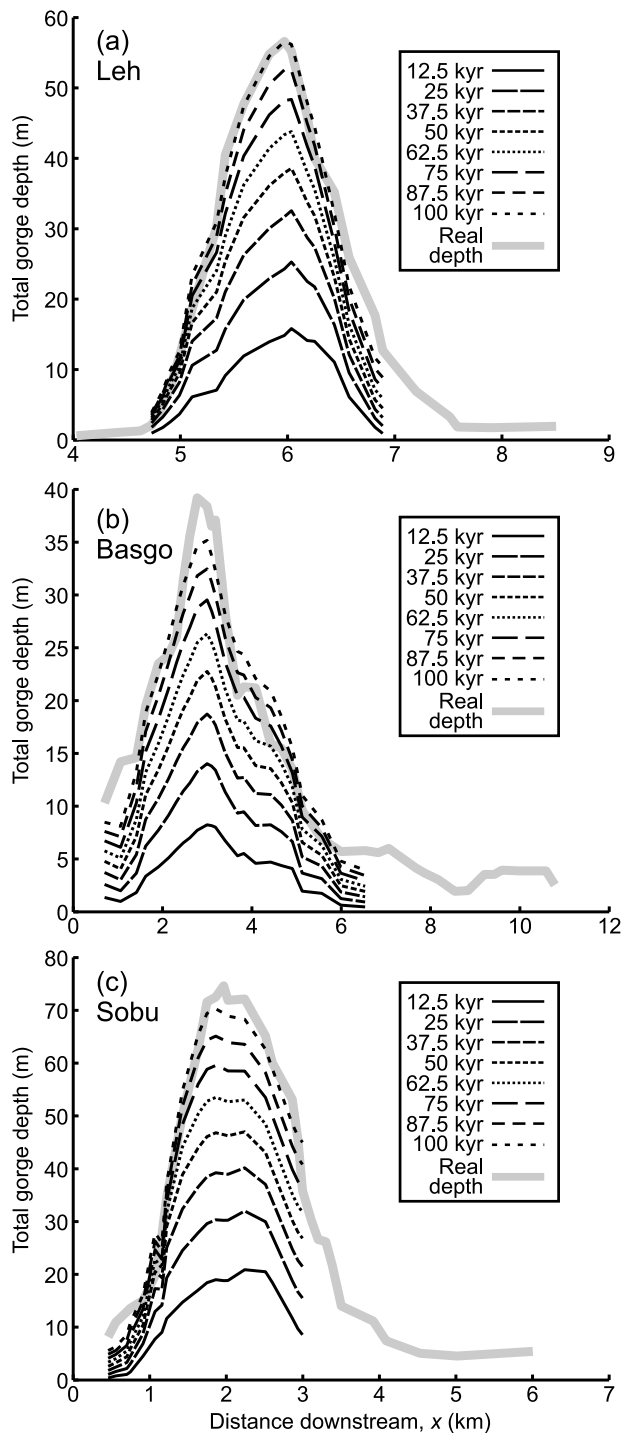 (a)
Leh
Total gorge depth (m)
60
50
40
30
20
10
0
4 5 6 7 8 9
12.5 kyr
25 kyr
37.5 kyr
50 kyr
62.5 kyr
75 kyr
87.5 kyr
100 kyr
Real
depth
(b)
Basgo
Total gorge depth (m)
40
35
30
25
20
15
10
5
0
0 2 4 6 8 10 12
12.5 kyr
25 kyr
37.5 kyr
50 kyr
62.5 kyr
75 kyr
87.5 kyr
100 kyr
Real
depth
(c)
Sobu
Total gorge depth (m)
80
70
60
50
40
30
20
10
0
0 1 2 3 4 5 6 7
12.5 kyr
25 kyr
37.5 kyr
50 kyr
62.5 kyr
75 kyr
87.5 kyr
100 kyr
Real
depth
Distance downstream, x (km)